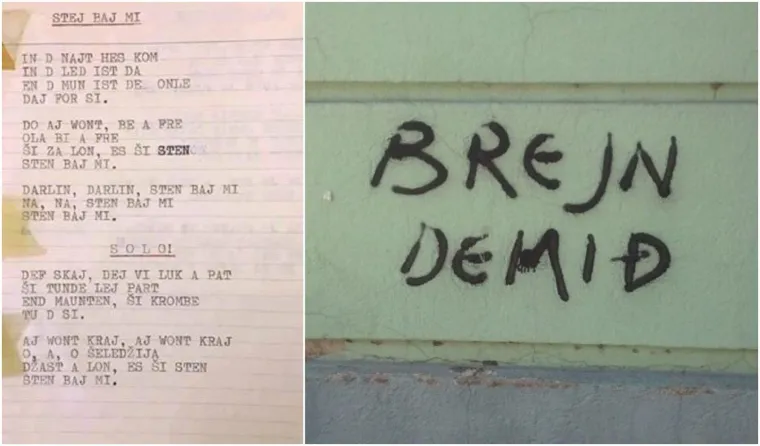 STEJ BAJ MI
IN D NAJT HES KOM
IN D LED IST DA
EN D MUN IST DE ONLE
DAJ FOR SI.
DO AJ WONT, BE A FRE
OLA BI A FRE
ŠI ZA LON, ES ŠI STEN
STEN BAJ MI.
DARLIN, DARLIN, STEN BAJ MI
NA, NA, STEN BAJ MI
STEN BAJ MI.
S O L O!
DEF SKAJ, DEJ VI LUK A PAT
ŠI TUNDE LEJ PART
END MAUNTEN, ŠI KROMBE
TU D SI.
AJ WONT KRAJ, AJ WONT KRAJ
O, A, O ŠELEDŽIJA
DŽAST A LON, ES ŠI STEN
STEN BAJ MI.
BREJN
DEMIĐ